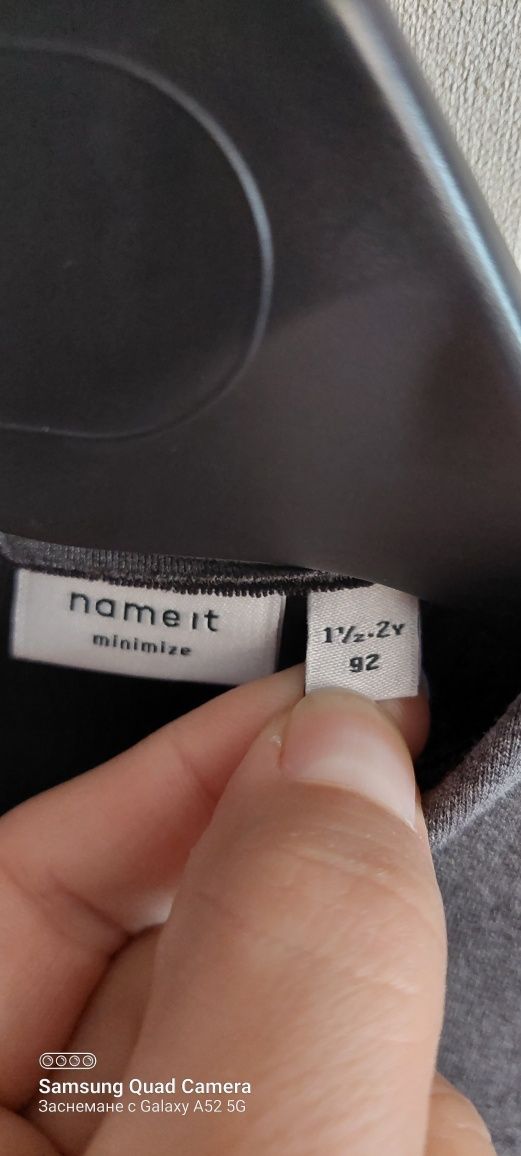 name it
minimize
1½-2Y
92
Samsung Quad Camera
Заснемане с Galaxy A52 5G